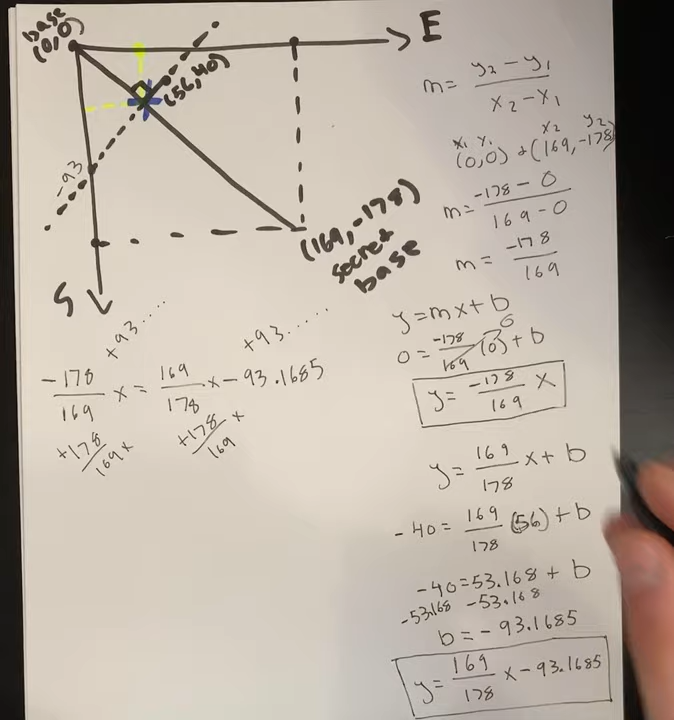 base
(0,0)
E
(56,40)
-93
(169,-178)
secret
base
S
+93.... +93.....
-178/169 x = 169/178 x - 93.1685
+178/169 x +178/169 x
m = y2 - y1 / x2 - x1
x1 y1 x2 y2
(0,0) + (169,-178)
m = -178 - 0 / 169 - 0
m = -178 / 169
y = mx + b
0
0 = -178/169 (0) + b
y = -178/169 x
y = 169/178 x + b
-40 = 169/178 (56) + b
-40 = 53.168 + b
-53.168 -53.168
b = -93.1685
y = 169/178 x - 93.1685